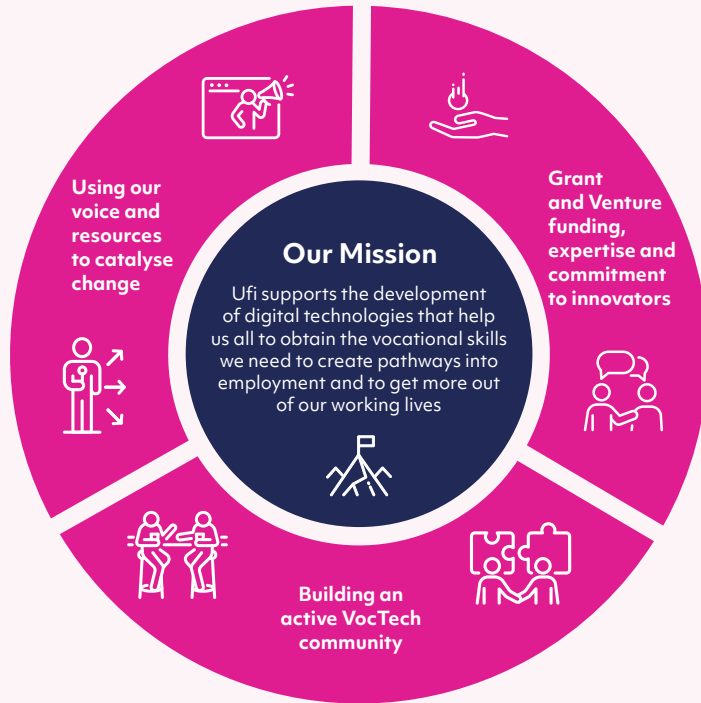 Using our
voice and
resources
to catalyse
change
Grant
and Venture
funding,
expertise and
commitment
to innovators
Our Mission
Ufi supports the development
of digital technologies that help
us all to obtain the vocational skills
we need to create pathways into
employment and to get more out
of our working lives
Building an
active VocTech
community